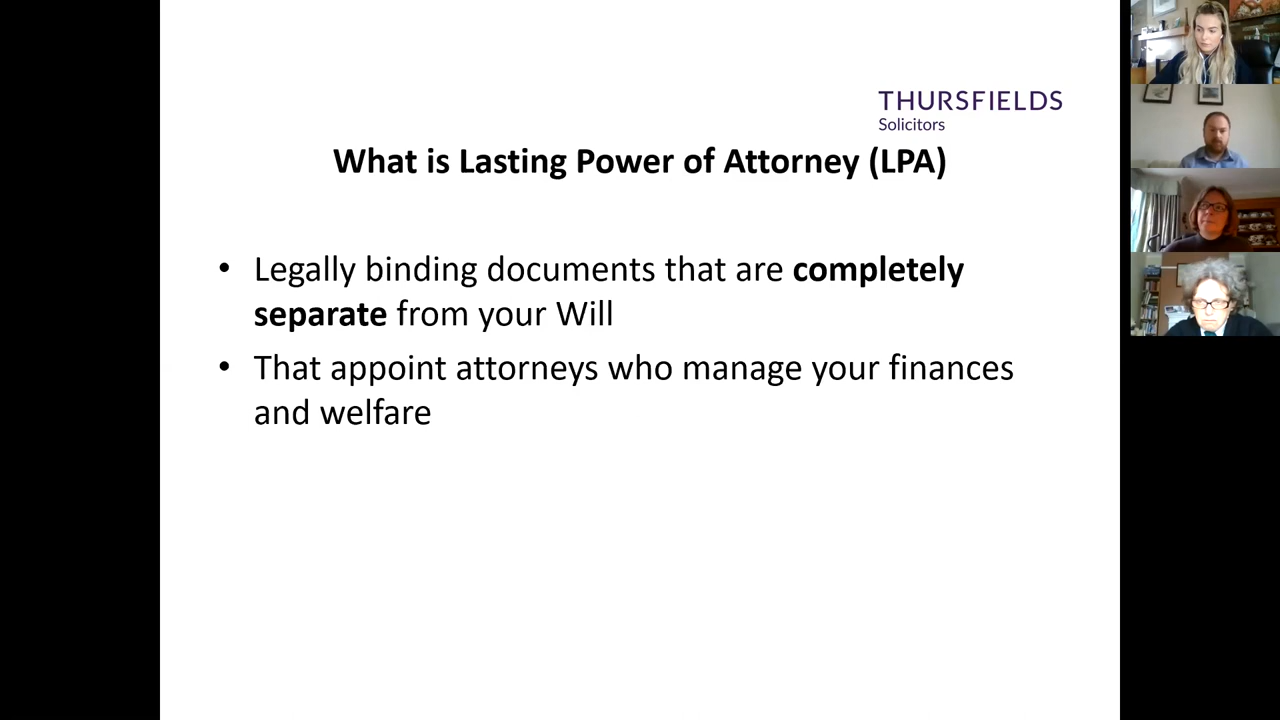 THURSFIELDS
Solicitors
What is Lasting Power of Attorney (LPA)
• Legally binding documents that are completely
separate from your Will
• That appoint attorneys who manage your finances
and welfare